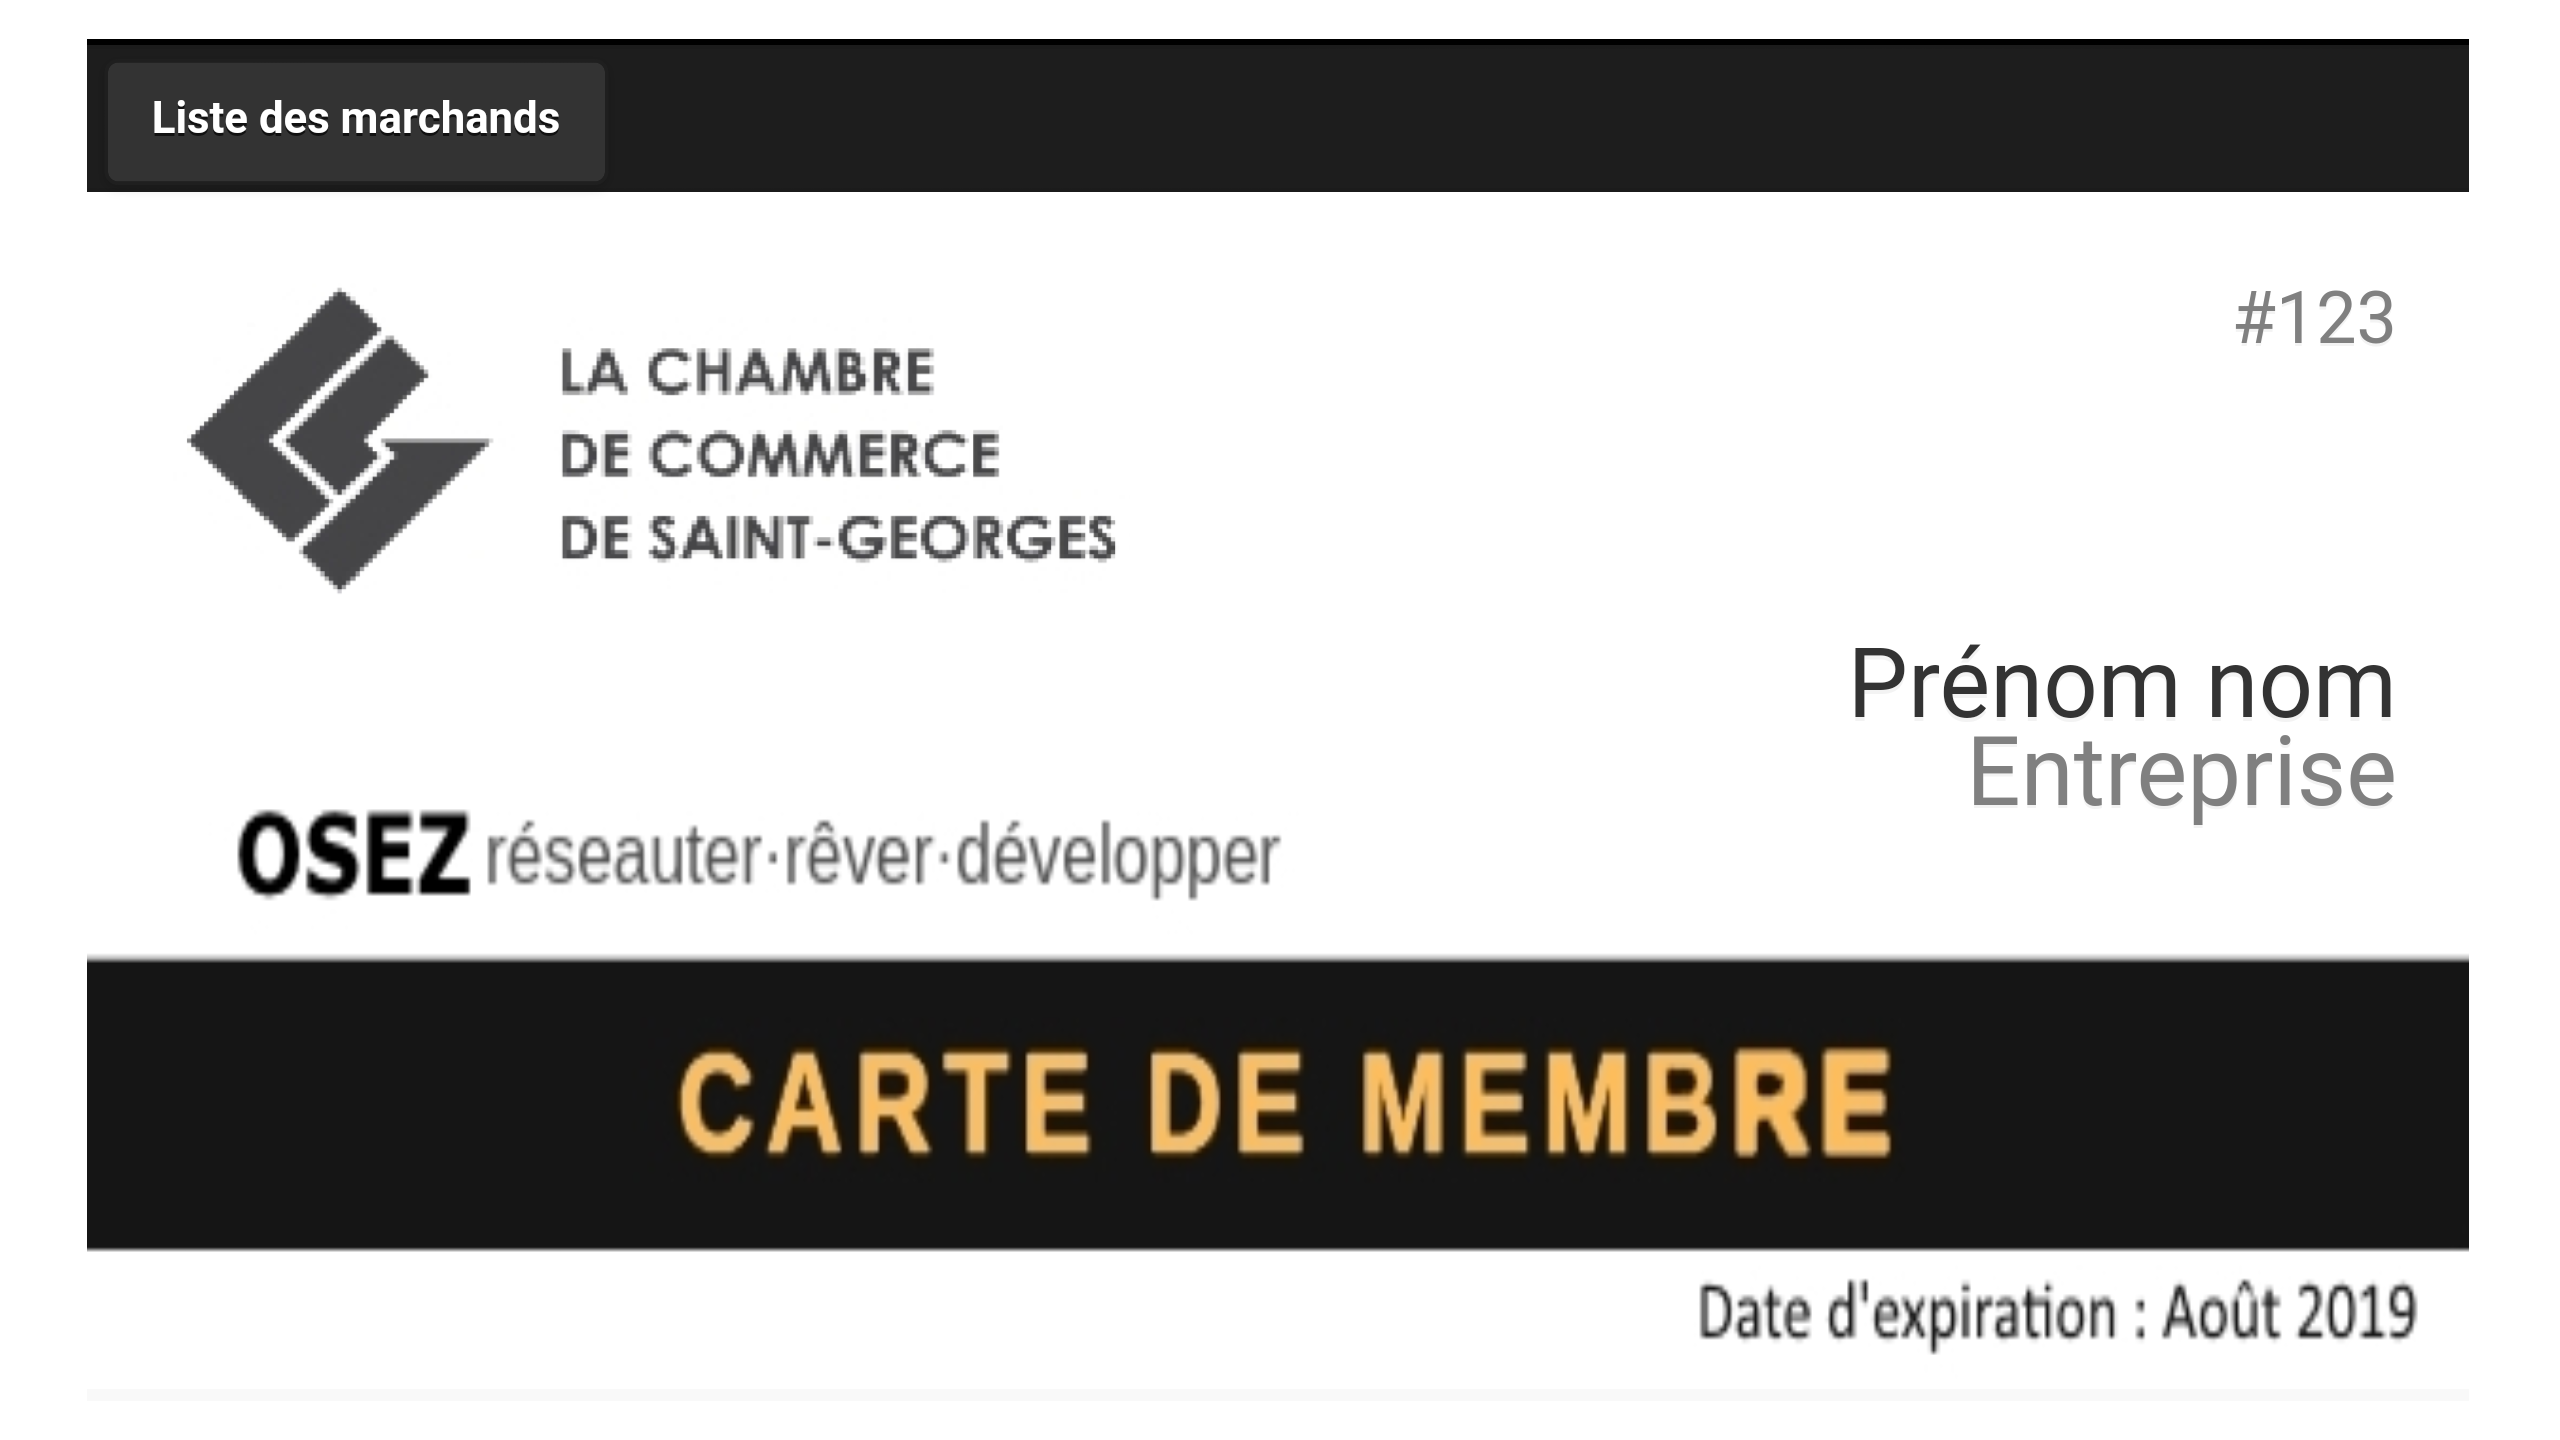 Liste des marchands
#123
LA CHAMBRE
DE COMMERCE
DE SAINT-GEORGES
Prénom nom
Entreprise
OSEZ réseauter·rêver·développer
CARTE DE MEMBRE
Date d'expiration : Août 2019